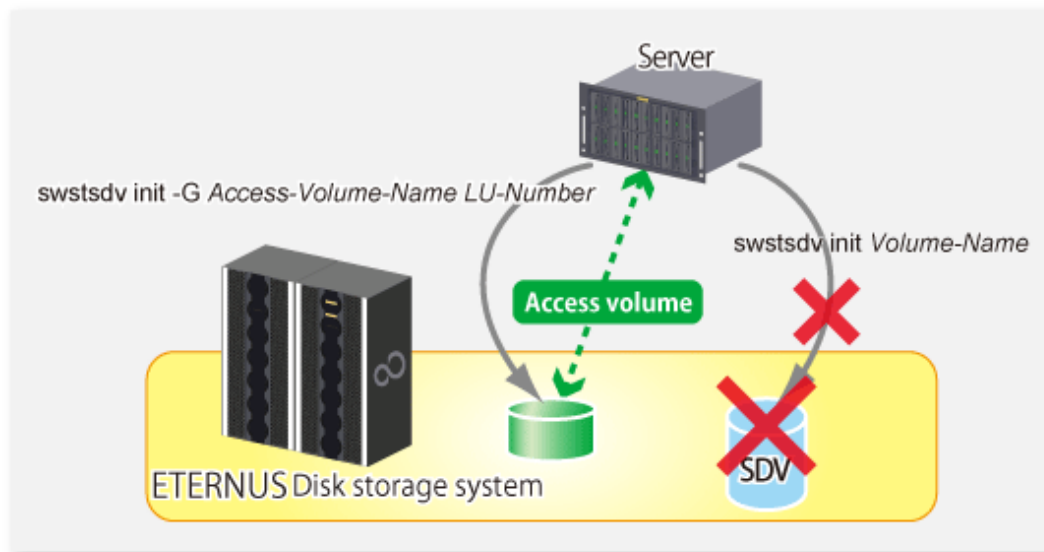 Server
swstsdv init -G Access-Volume-Name LU-Number
swstsdv init Volume-Name
Access volume
SDV
ETERNUS Disk storage system